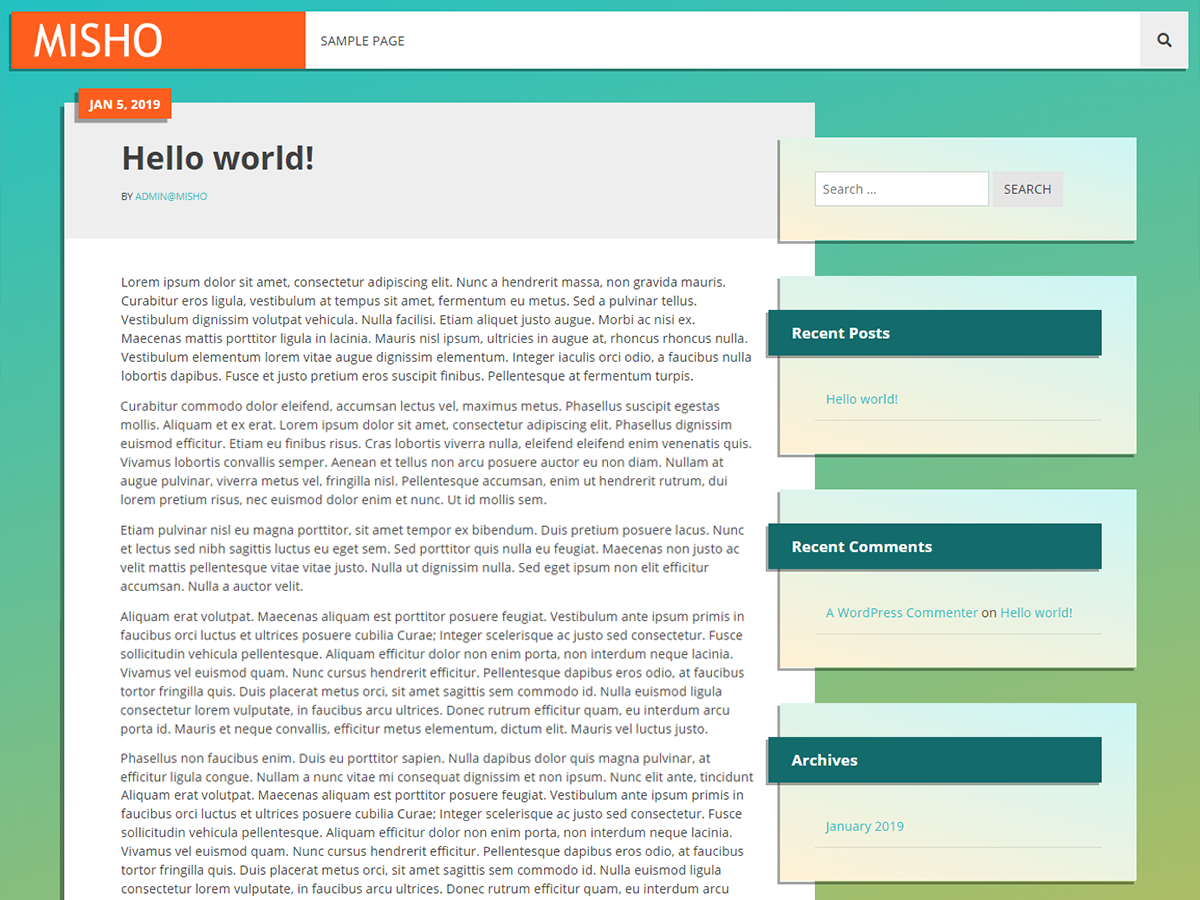 MISHO
SAMPLE PAGE
JAN 5, 2019
Hello world!
BY ADMIN@MISHO
Lorem ipsum dolor sit amet, consectetur adipiscing elit. Nunc a hendrerit massa, non gravida mauris.
Curabitur eros ligula, vestibulum at tempus sit amet, fermentum eu metus. Sed a pulvinar tellus.
Vestibulum dignissim volutpat vehicula. Nulla facilisi. Etiam aliquet justo augue. Morbi ac nisi ex.
Maecenas mattis porttitor ligula in lacinia. Mauris nisl ipsum, ultricies in augue at, rhoncus rhoncus nulla.
Vestibulum elementum lorem vitae augue dignissim elementum. Integer iaculis orci odio, a faucibus nulla
lobortis dapibus. Fusce et justo pretium eros suscipit finibus. Pellentesque at fermentum turpis.
Curabitur commodo dolor eleifend, accumsan lectus vel, maximus metus. Phasellus suscipit egestas
mollis. Aliquam et ex erat. Lorem ipsum dolor sit amet, consectetur adipiscing elit. Phasellus dignissim
euismod efficitur. Etiam eu finibus risus. Cras lobortis viverra nulla, eleifend eleifend enim venenatis quis.
Vivamus lobortis convallis semper. Aenean et tellus non arcu posuere auctor eu non diam. Nullam at
augue pulvinar, viverra metus vel, fringilla nisl. Pellentesque accumsan, enim ut hendrerit rutrum, dui
lorem pretium risus, nec euismod dolor enim et nunc. Ut id mollis sem.
Etiam pulvinar nisl eu magna porttitor, sit amet tempor ex bibendum. Duis pretium posuere lacus. Nunc
et lectus sed nibh sagittis luctus eu eget sem. Sed porttitor quis nulla eu feugiat. Maecenas non justo ac
velit mattis pellentesque vitae vitae justo. Nulla ut dignissim nulla. Sed eget ipsum non elit efficitur
accumsan. Nulla a auctor velit.
Aliquam erat volutpat. Maecenas aliquam est porttitor posuere feugiat. Vestibulum ante ipsum primis in
faucibus orci luctus et ultrices posuere cubilia Curae; Integer scelerisque ac justo sed consectetur. Fusce
sollicitudin vehicula pellentesque. Aliquam efficitur dolor non enim porta, non interdum neque lacinia.
Vivamus vel euismod quam. Nunc cursus hendrerit efficitur. Pellentesque dapibus eros odio, at faucibus
tortor fringilla quis. Duis placerat metus orci, sit amet sagittis sem commodo id. Nulla euismod ligula
consectetur lorem vulputate, in faucibus arcu ultrices. Donec rutrum efficitur quam, eu interdum arcu
porta id. Mauris et neque convallis, efficitur metus elementum, dictum elit. Mauris vel luctus justo.
Phasellus non faucibus enim. Duis eu porttitor sapien. Nulla dapibus dolor quis magna pulvinar, at
efficitur ligula congue. Nullam a nunc vitae mi consequat dignissim et non ipsum. Nunc elit ante, tincidunt
Aliquam erat volutpat. Maecenas aliquam est porttitor posuere feugiat. Vestibulum ante ipsum primis in
faucibus orci luctus et ultrices posuere cubilia Curae; Integer scelerisque ac justo sed consectetur. Fusce
sollicitudin vehicula pellentesque. Aliquam efficitur dolor non enim porta, non interdum neque lacinia.
Vivamus vel euismod quam. Nunc cursus hendrerit efficitur. Pellentesque dapibus eros odio, at faucibus
tortor fringilla quis. Duis placerat metus orci, sit amet sagittis sem commodo id. Nulla euismod ligula
consectetur lorem vulputate, in faucibus arcu ultrices. Donec rutrum efficitur quam, eu interdum arcu
Search ...
SEARCH
Recent Posts
Hello world!
Recent Comments
A WordPress Commenter on Hello world!
Archives
January 2019